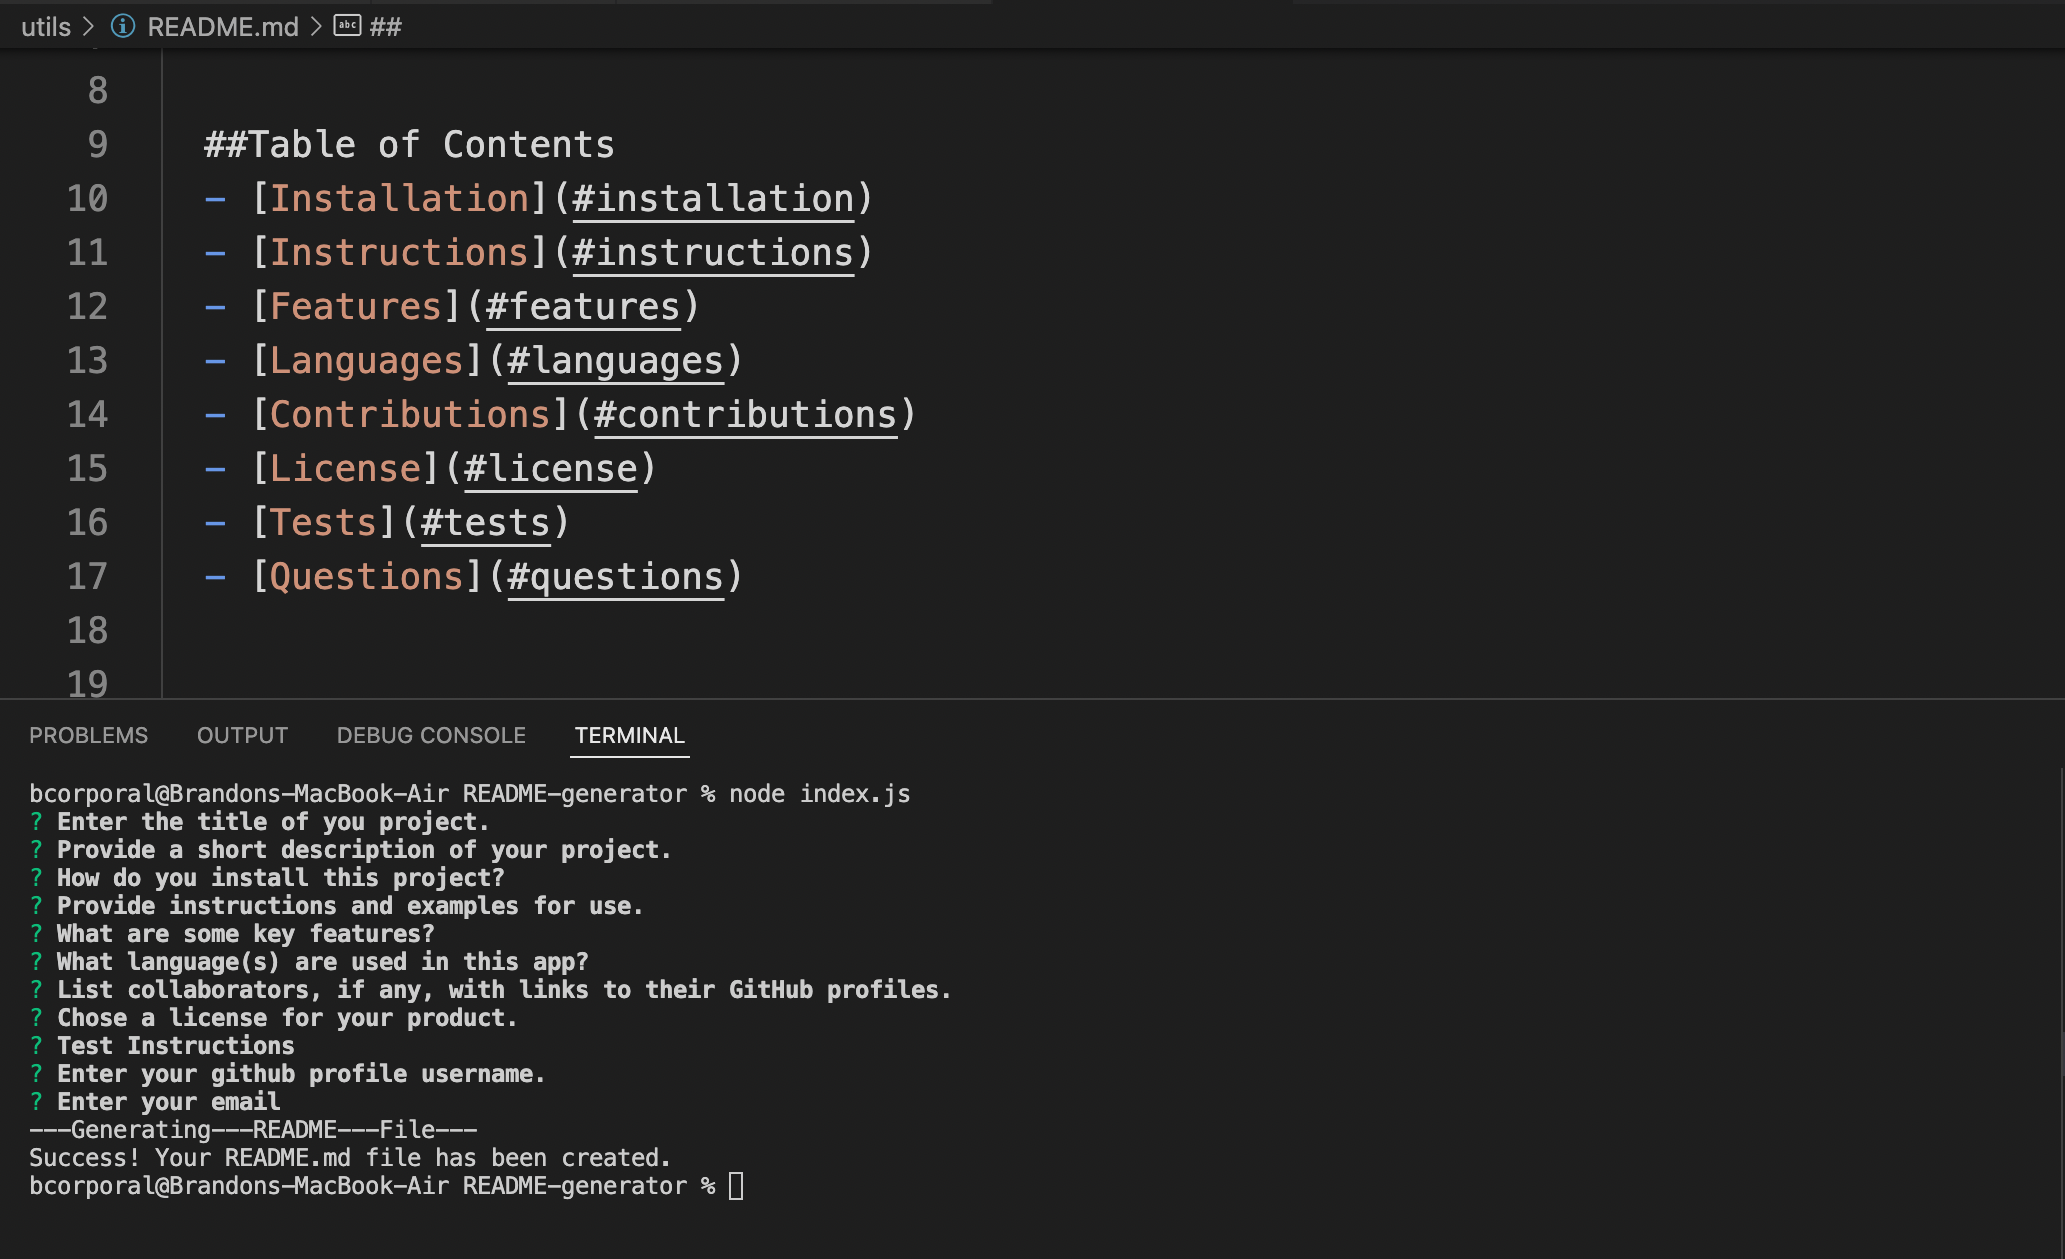 utils > README.md > abc ##
8
9 ##Table of Contents
10 - [Installation](#installation)
11 - [Instructions](#instructions)
12 - [Features](#features)
13 - [Languages](#languages)
14 - [Contributions](#contributions)
15 - [License](#license)
16 - [Tests](#tests)
17 - [Questions](#questions)
18
19
PROBLEMS OUTPUT DEBUG CONSOLE TERMINAL
bcorporal@Brandons-MacBook-Air README-generator % node index.js
? Enter the title of you project.
? Provide a short description of your project.
? How do you install this project?
? Provide instructions and examples for use.
? What are some key features?
? What language(s) are used in this app?
? List collaborators, if any, with links to their GitHub profiles.
? Chose a license for your product.
? Test Instructions
? Enter your github profile username.
? Enter your email
---Generating---README---File---
Success! Your README.md file has been created.
bcorporal@Brandons-MacBook-Air README-generator %